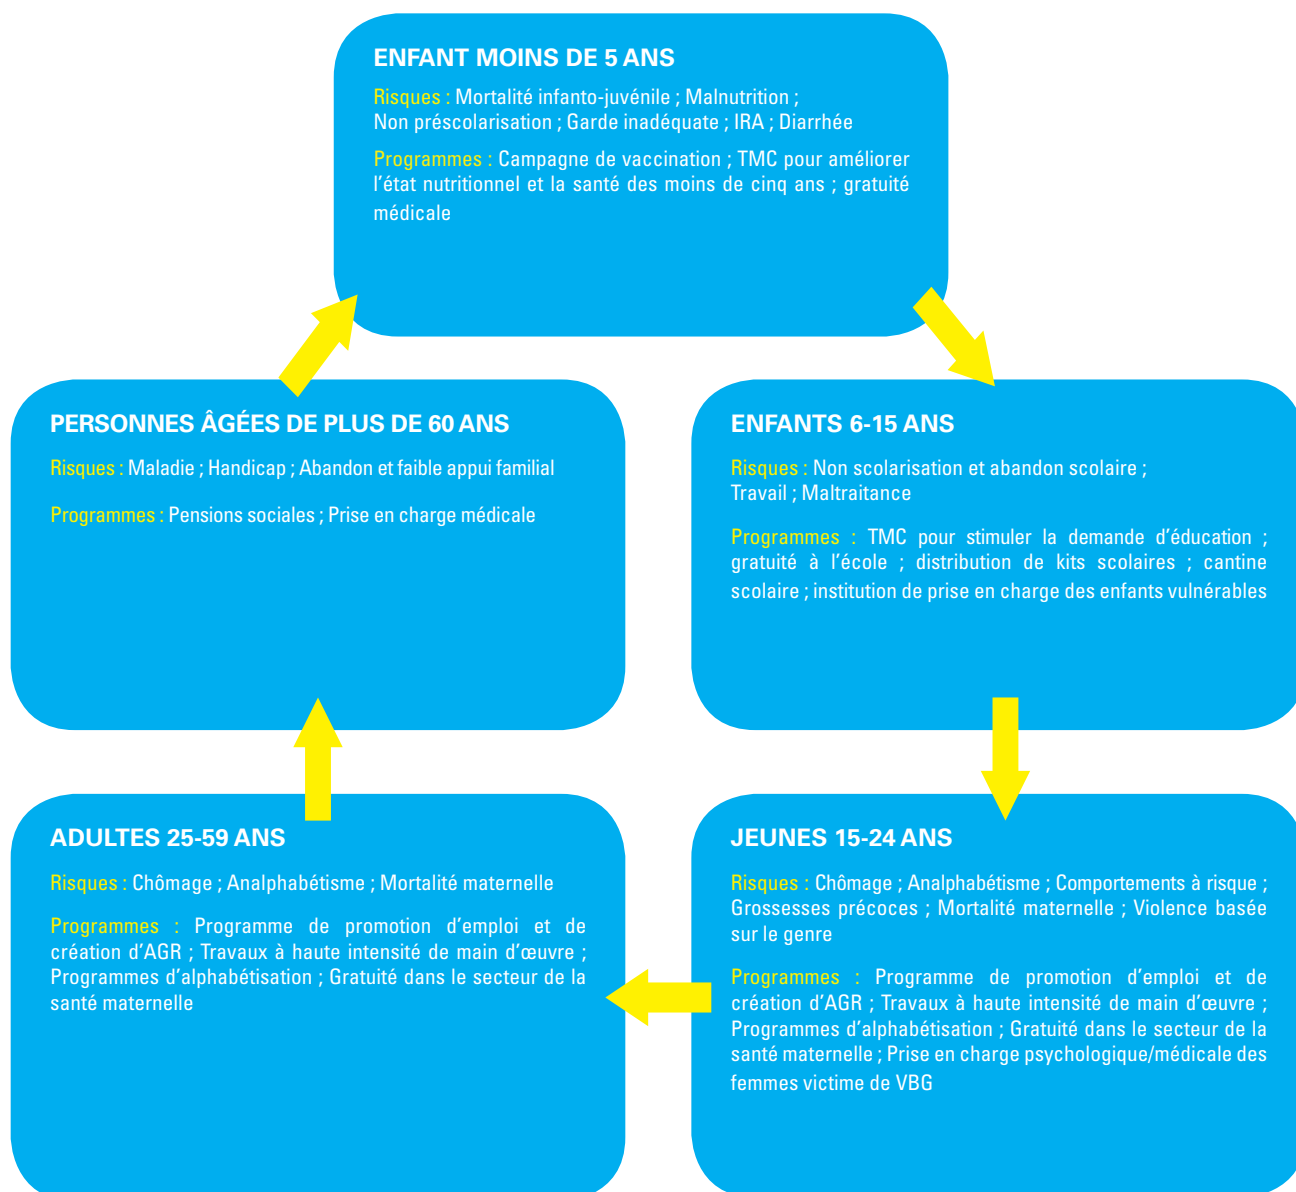 ENFANT MOINS DE 5 ANS
Risques : Mortalité infanto-juvénile ; Malnutrition ;
Non préscolarisation ; Garde inadéquate ; IRA ; Diarrhée
Programmes : Campagne de vaccination ; TMC pour améliorer
l’état nutritionnel et la santé des moins de cinq ans ; gratuité
médicale
PERSONNES ÂGÉES DE PLUS DE 60 ANS
Risques : Maladie ; Handicap ; Abandon et faible appui familial
Programmes : Pensions sociales ; Prise en charge médicale
ENFANTS 6-15 ANS
Risques : Non scolarisation et abandon scolaire ;
Travail ; Maltraitance
Programmes : TMC pour stimuler la demande d’éducation ;
gratuité à l’école ; distribution de kits scolaires ; cantine
scolaire ; institution de prise en charge des enfants vulnérables
ADULTES 25-59 ANS
Risques : Chômage ; Analphabétisme ; Mortalité maternelle
Programmes : Programme de promotion d’emploi et de
création d’AGR ; Travaux à haute intensité de main d’œuvre ;
Programmes d’alphabétisation ; Gratuité dans le secteur de la
santé maternelle
JEUNES 15-24 ANS
Risques : Chômage ; Analphabétisme ; Comportements à risque ;
Grossesses précoces ; Mortalité maternelle ; Violence basée
sur le genre
Programmes : Programme de promotion d’emploi et de
création d’AGR ; Travaux à haute intensité de main d’œuvre ;
Programmes d’alphabétisation ; Gratuité dans le secteur de la
santé maternelle ; Prise en charge psychologique/médicale des
femmes victime de VBG